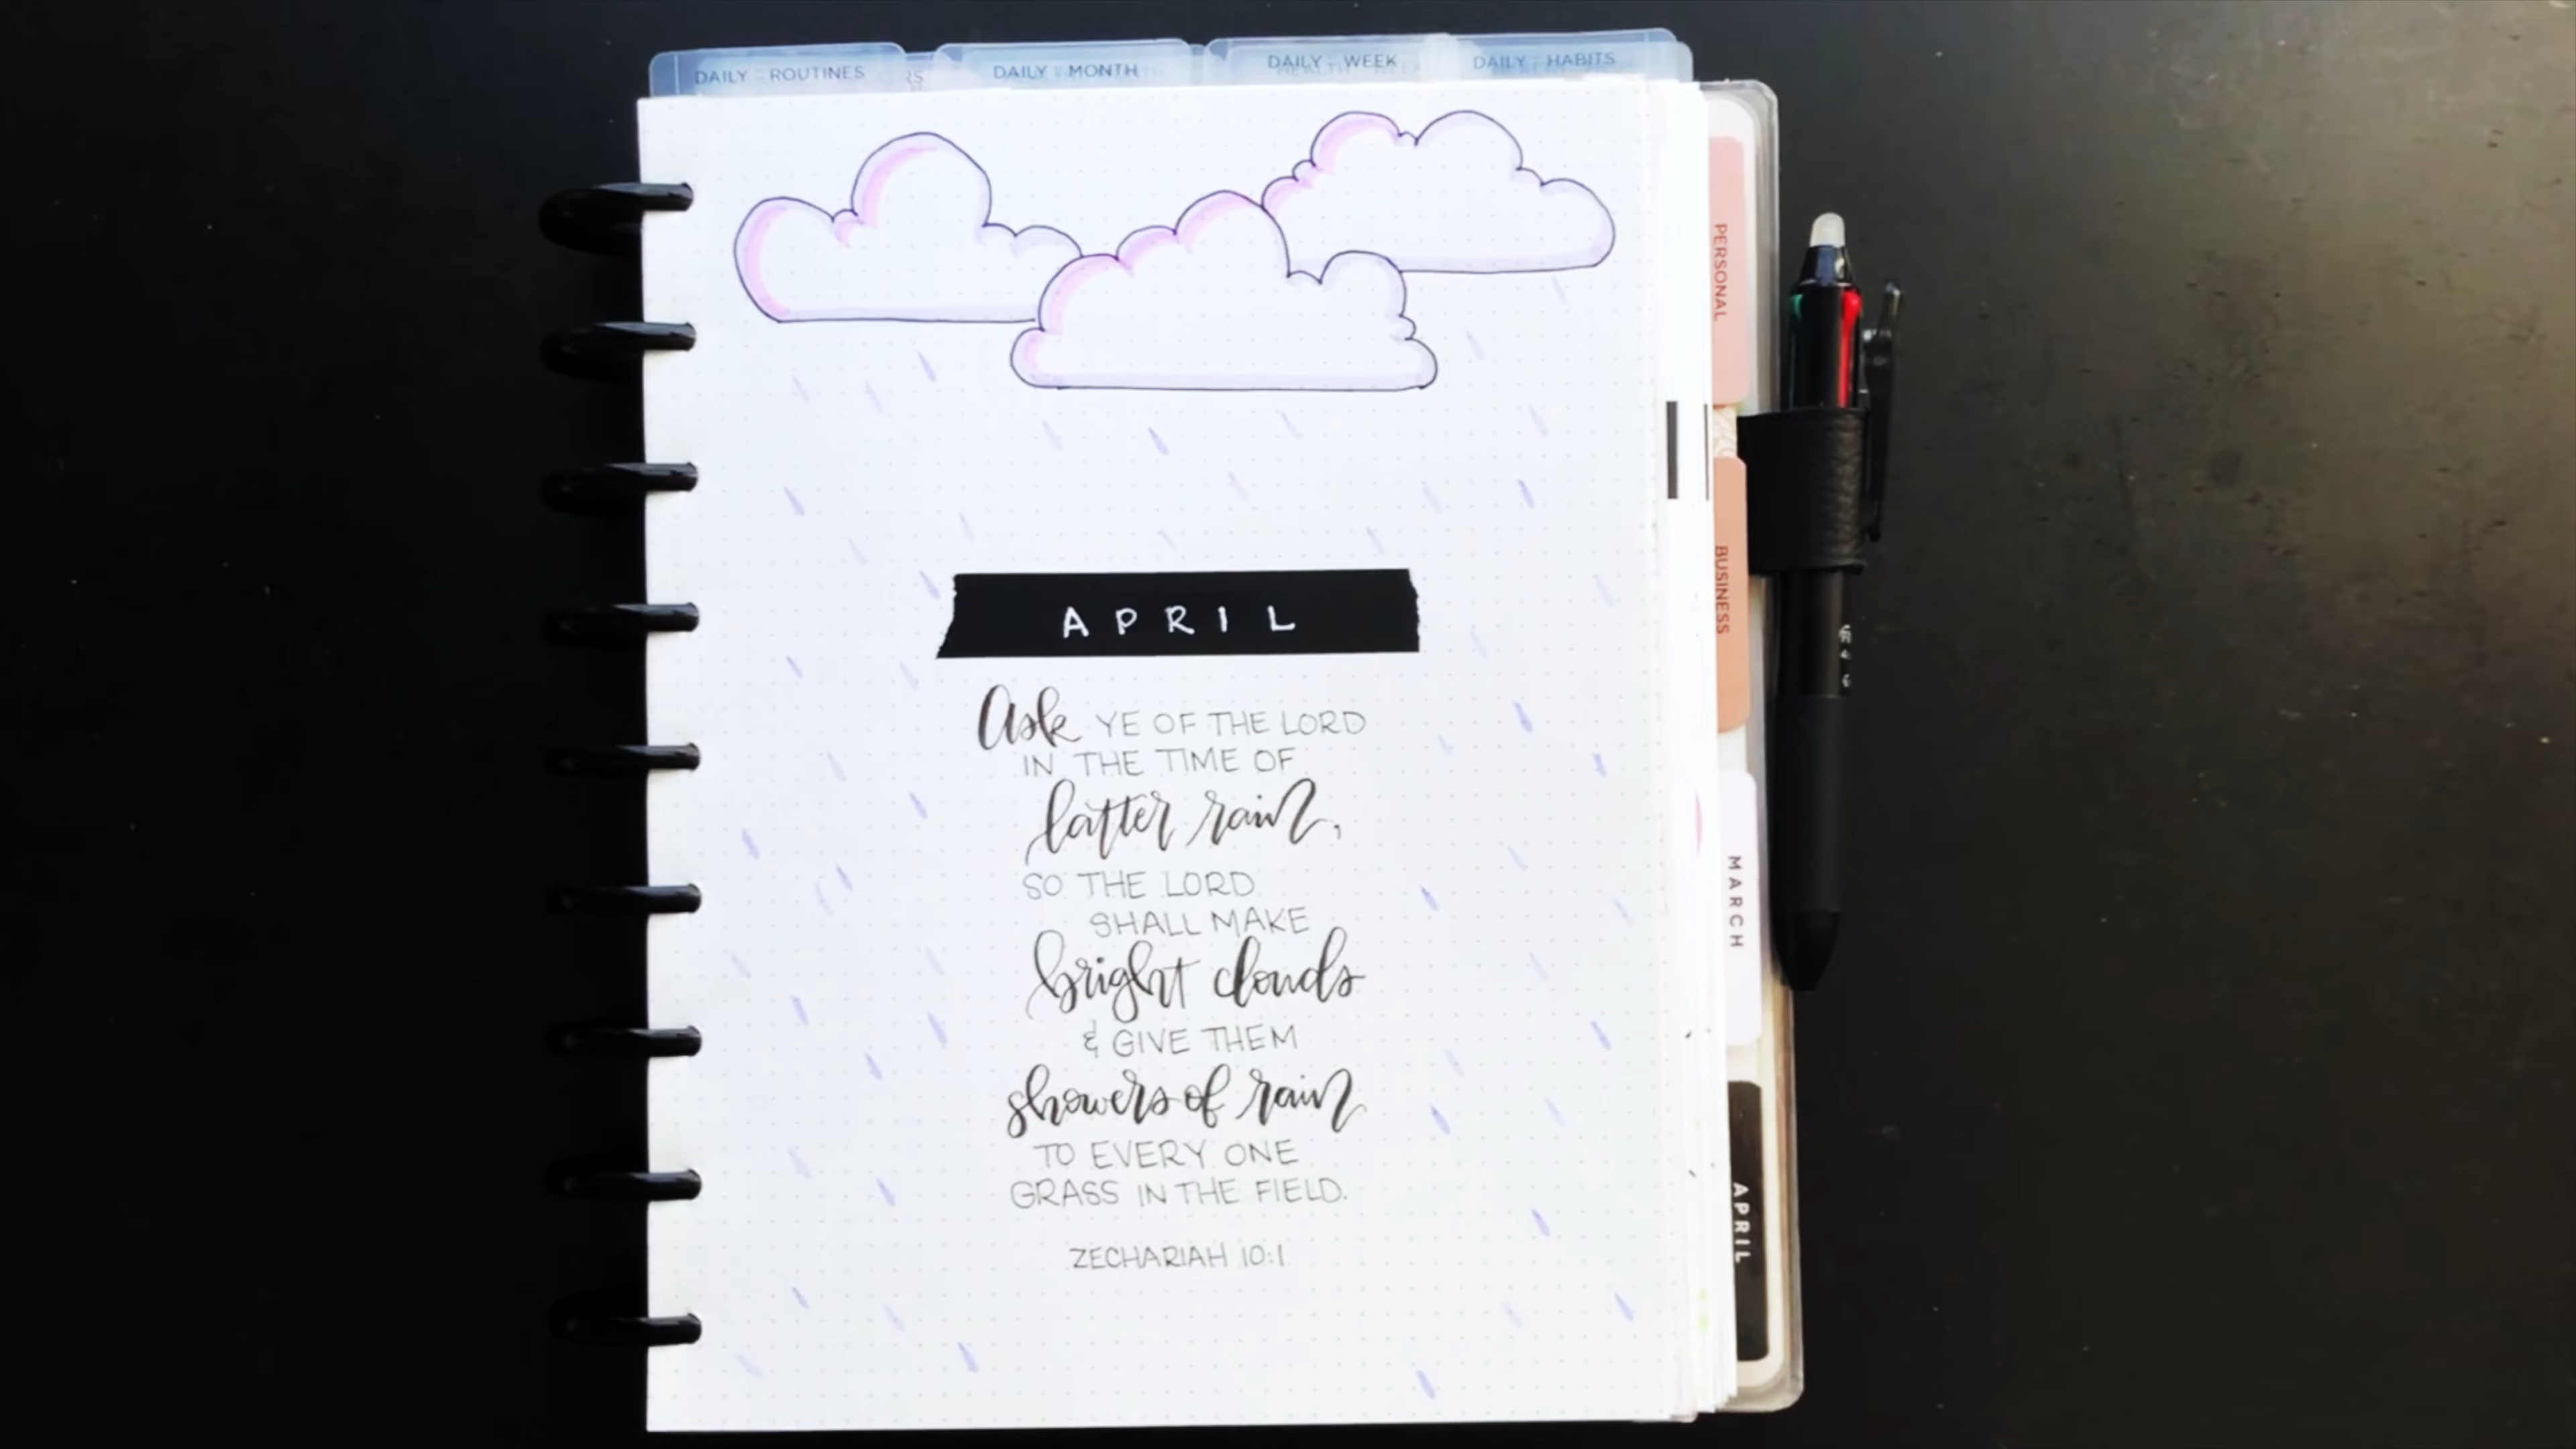 DAILY - ROUTINES
DAILY - MONTH
DAILY - WEEK
DAILY - HABITS
PERSONAL
BUSINESS
MARCH
APRIL
APRIL
Ask YE OF THE LORD
IN THE TIME OF
latter rain,
SO THE LORD
SHALL MAKE
bright clouds
& GIVE THEM
showers of rain
TO EVERY ONE
GRASS IN THE FIELD.
ZECHARIAH 10:1